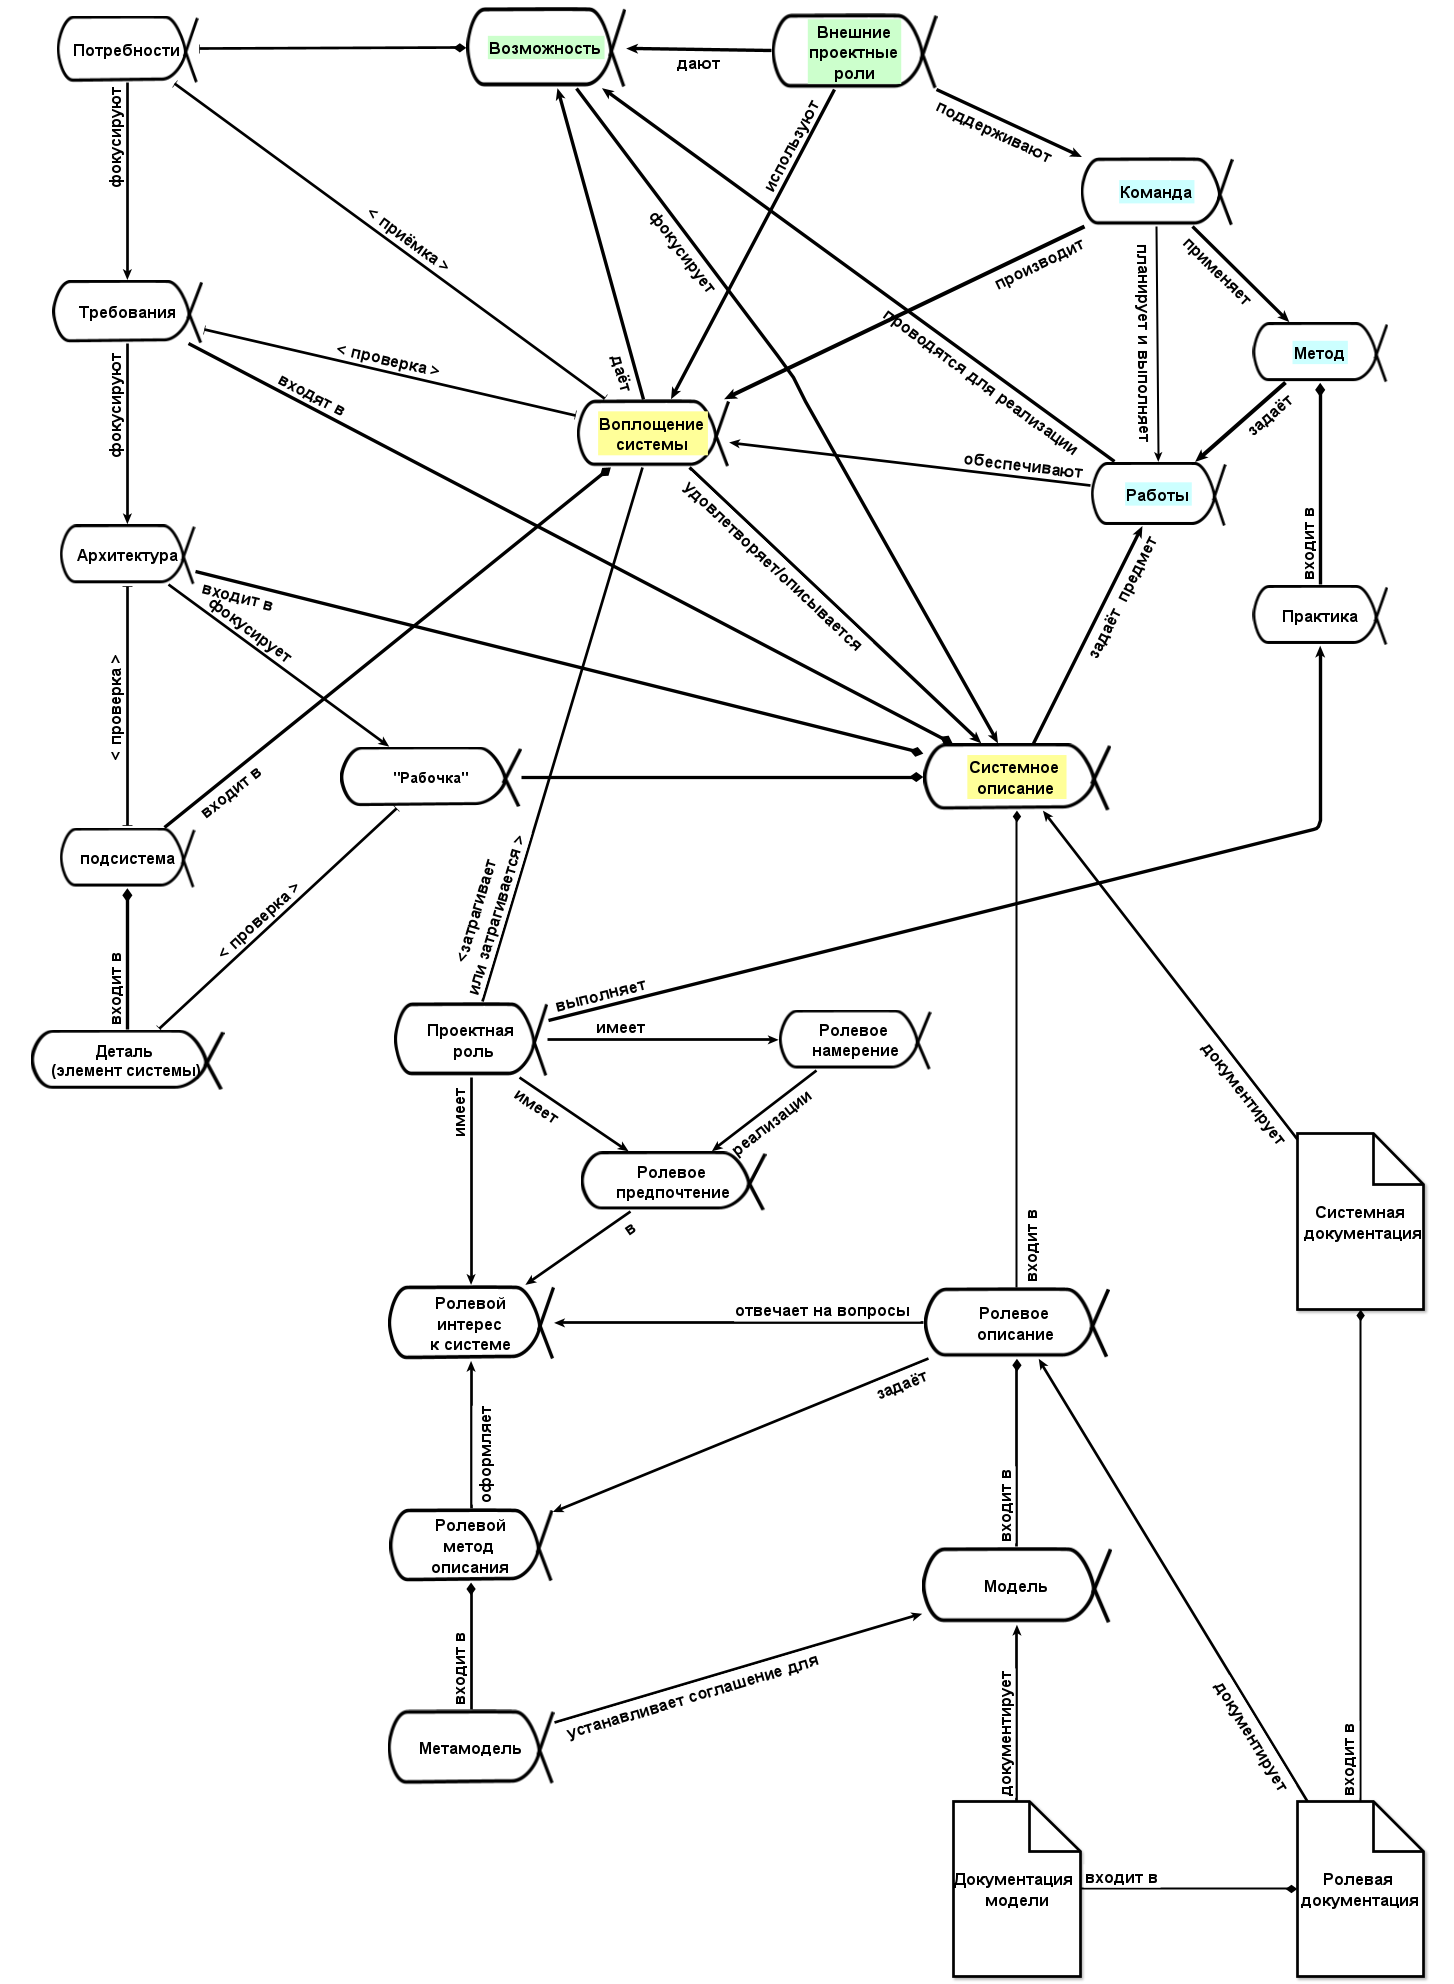 Потребности
Возможность
Внешние
проектные
роли
дают
поддерживают
фокусируют
используют
Команда
< приёмка >
фокусирует
производит
планирует и выполняет
применяет
Требования
Метод
< проверка >
даёт
проводятся для реализации
задаёт
фокусируют
входят в
Воплощение
системы
обеспечивают
Работы
удовлетворяет/описывается
задаёт предмет
входит в
Архитектура
входит в
фокусирует
Практика
< проверка >
"Рабочка"
Системное
описание
входит в
подсистема
< проверка >
<затрагивает
или затрагивается >
входит в
выполняет
Деталь
(элемент системы)
Проектная
роль
имеет
Ролевое
намерение
имеет
имеет
реализации
документирует
Ролевое
предпочтение
в
входит в
Системная
документация
Ролевой
интерес
к системе
отвечает на вопросы
Ролевое
описание
задаёт
оформляет
входит в
Ролевой
метод
описания
Модель
входит в
устанавливает соглашение для
документирует
документирует
входит в
Метамодель
Документация
модели
входит в
Ролевая
документация